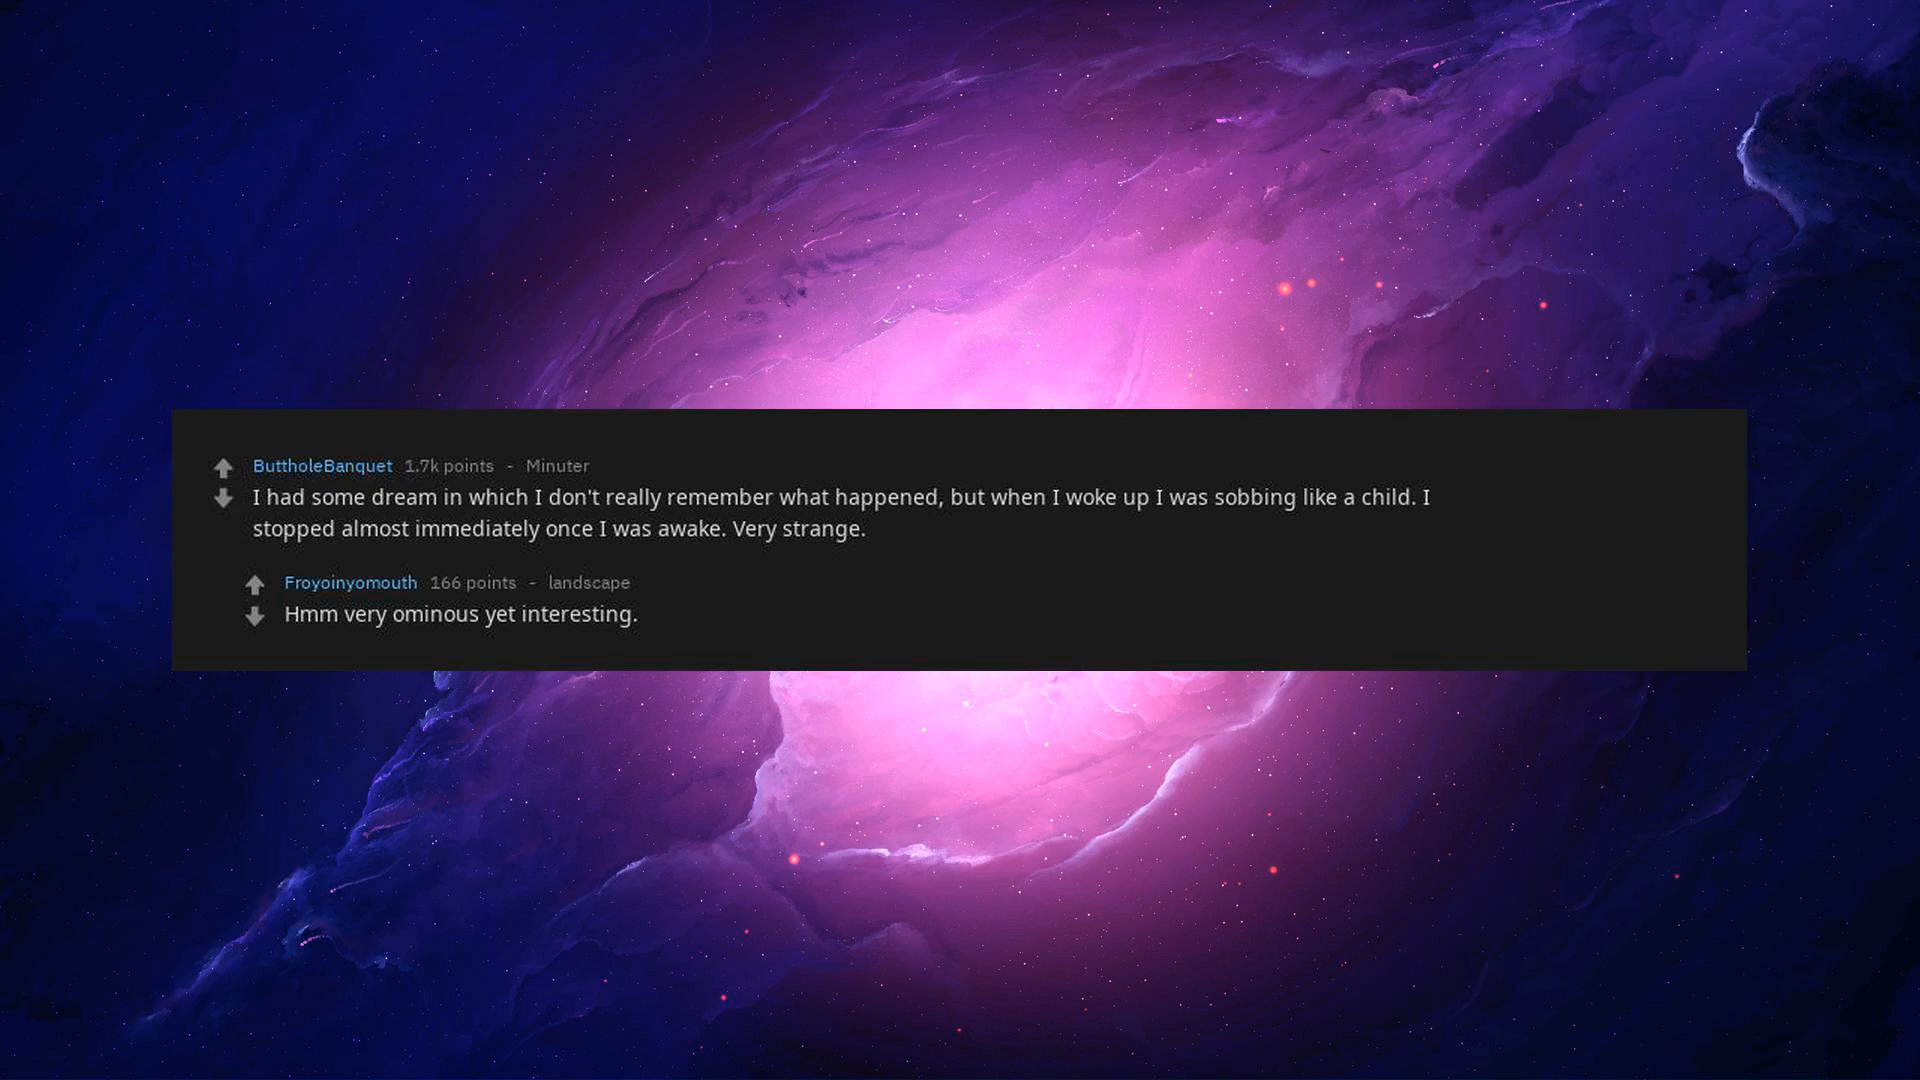 ButtholeBanquet 1.7k points - Minuter
I had some dream in which I don't really remember what happened, but when I woke up I was sobbing like a child. I
stopped almost immediately once I was awake. Very strange.
Froyoinyomouth 166 points - landscape
Hmm very ominous yet interesting.